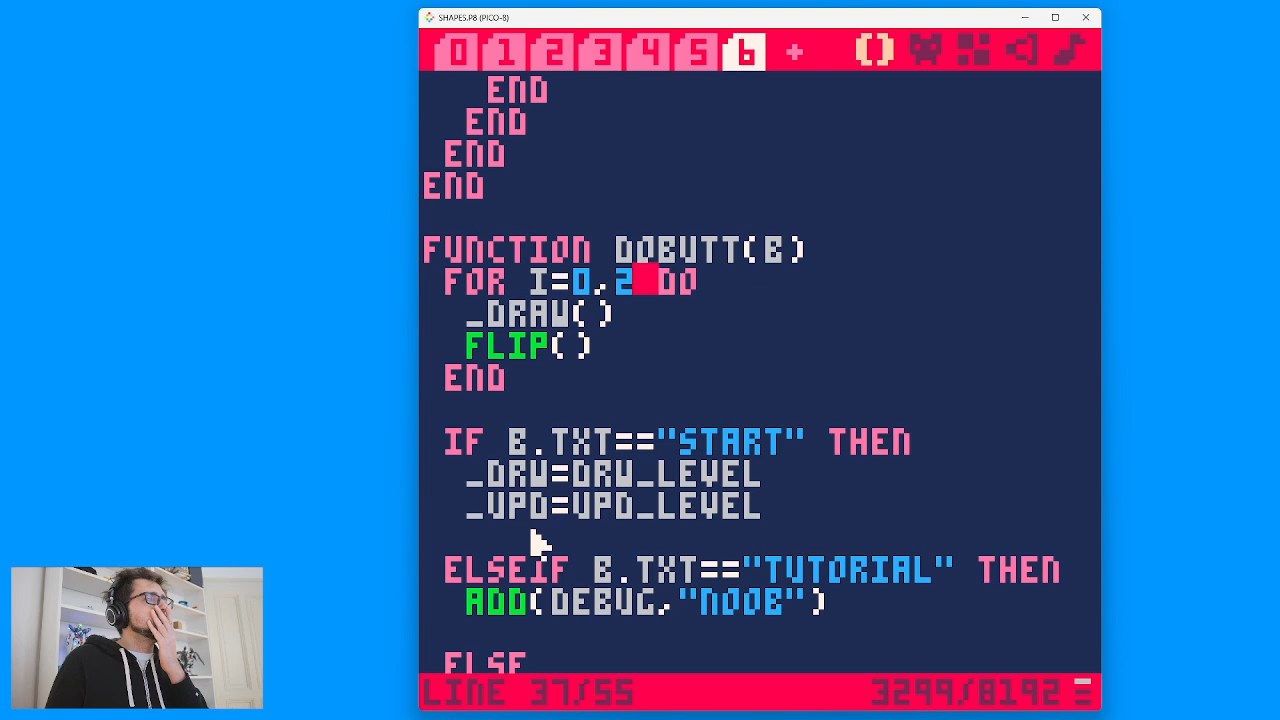 SHAPES.P8 (PICO-8)
0 1 2 3 4 5 6 +
END
END
END
END
FUNCTION DOBUTT(B)
FOR I=0,2 DO
_DRAW()
FLIP()
END
IF B.TXT=="START" THEN
_DRW=DRW_LEVEL
_UPD=UPD_LEVEL
ELSEIF B.TXT=="TUTORIAL" THEN
ADD(DEBUG,"NOOB")
ELSE
LINE 37/55 3299/8192